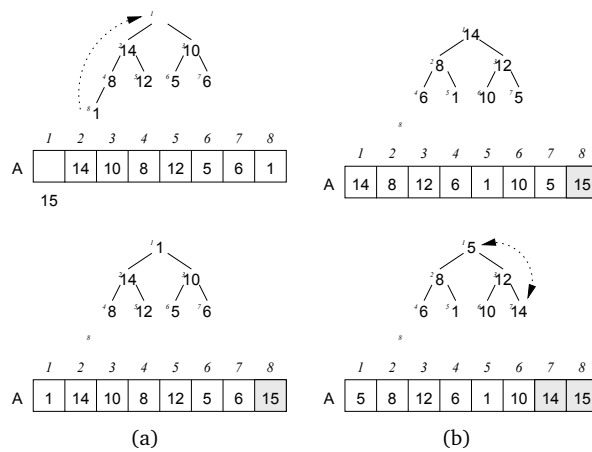 1
2 14 3 10
4 8 5 12 6 5 7 6
8 1
1 2 3 4 5 6 7 8
A 14 10 8 12 5 6 1
15
1 14
2 8 3 12
4 6 5 1 6 10 7 5
8
1 2 3 4 5 6 7 8
A 14 8 12 6 1 10 5 15
1 1
2 14 3 10
4 8 5 12 6 5 7 6
8
1 2 3 4 5 6 7 8
A 1 14 10 8 12 5 6 15
1 5
2 8 3 12
4 6 5 1 6 10 7 14
8
1 2 3 4 5 6 7 8
A 5 8 12 6 1 10 14 15
(a) (b)